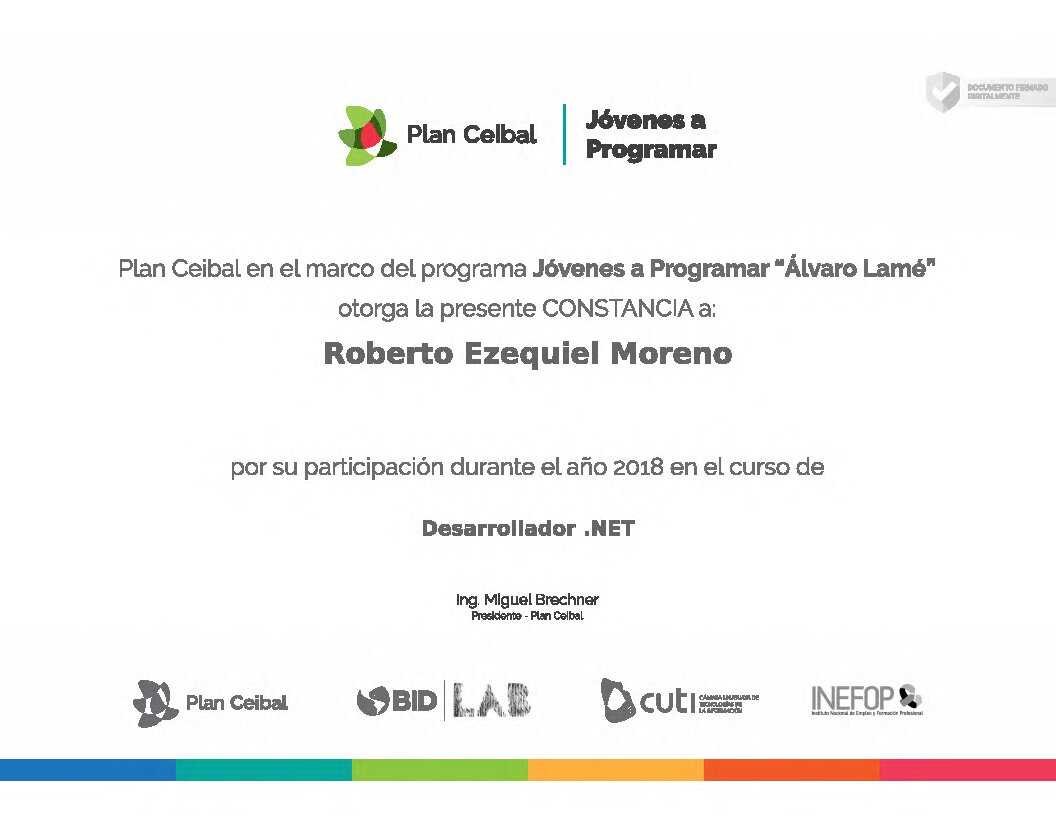 DOCUMENTO FIRMADO
DIGITALMENTE
Plan Ceibal
Jóvenes a
Programar
Plan Ceibal en el marco del programa Jóvenes a Programar “Álvaro Lamé”
otorga la presente CONSTANCIA a:
Roberto Ezequiel Moreno
por su participación durante el año 2018 en el curso de
Desarrollador .NET
Ing. Miguel Brechner
Presidente - Plan Ceibal
Plan Ceibal
BID LAB
cuti
CÁMARA URUGUAYA DE
TECNOLOGÍAS DE
LA INFORMACIÓN
INEFOP
Instituto Nacional de Empleo y Formación Profesional